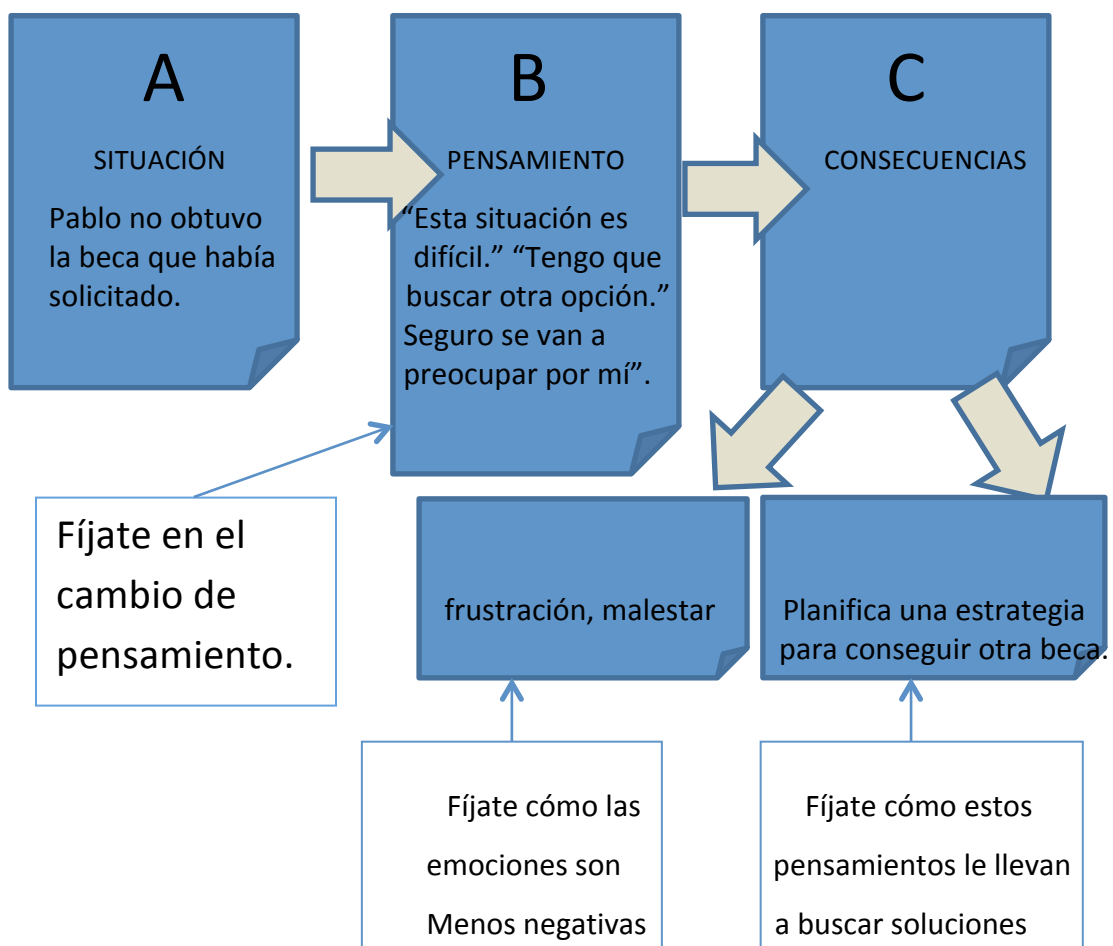 A
SITUACIÓN
Pablo no obtuvo
la beca que había
solicitado.
B
PENSAMIENTO
“Esta situación es
difícil.” “Tengo que
buscar otra opción.”
Seguro se van a
preocupar por mí”.
C
CONSECUENCIAS
Fíjate en el
cambio de
pensamiento.
frustración, malestar
Planifica una estrategia
para conseguir otra beca.
Fíjate cómo las
emociones son
Menos negativas
Fíjate cómo estos
pensamientos le llevan
a buscar soluciones